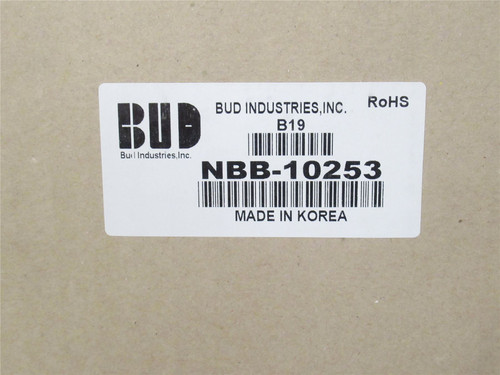 BUD
Bud Industries,Inc.
BUD INDUSTRIES,INC.
RoHS
B19
NBB-10253
MADE IN KOREA